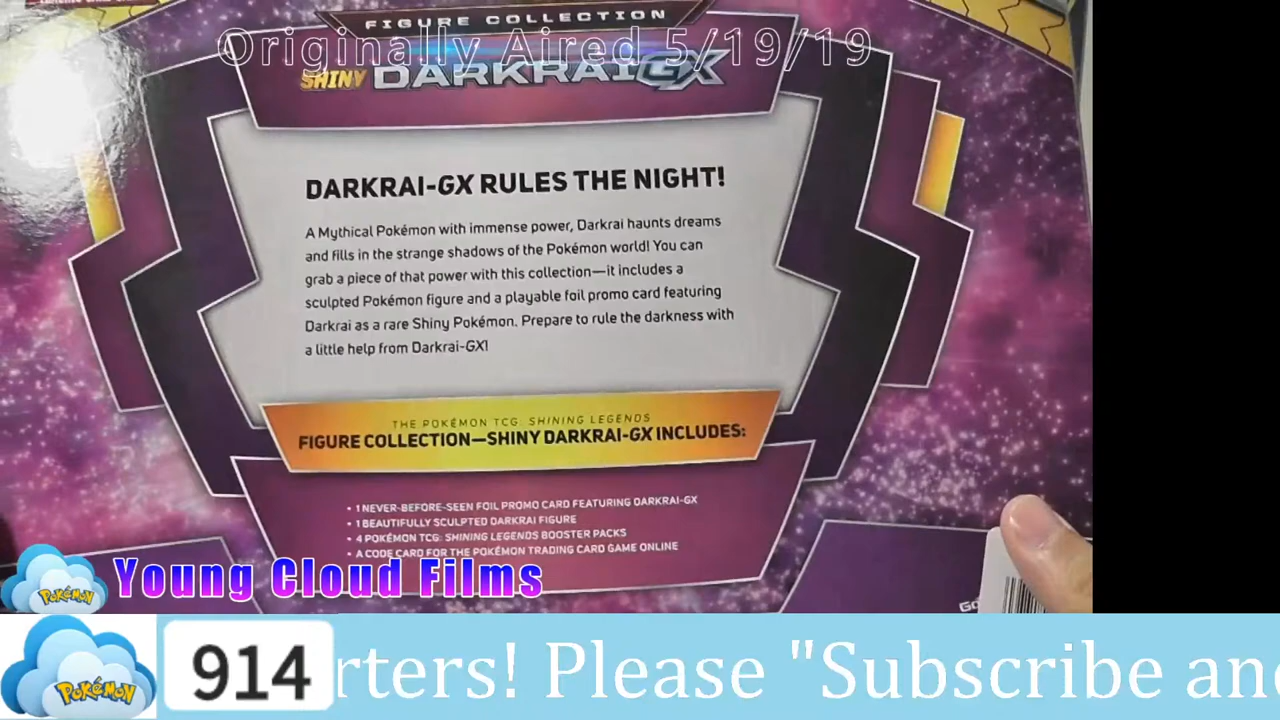 FIGURE COLLECTION
Originally Aired 5/19/19
SHINY DARKRAI GX
DARKRAI-GX RULES THE NIGHT!
A Mythical Pokémon with immense power, Darkrai haunts dreams
and fills in the strange shadows of the Pokémon world! You can
grab a piece of that power with this collection—it includes a
sculpted Pokémon figure and a playable foil promo card featuring
Darkrai as a rare Shiny Pokémon. Prepare to rule the darkness with
a little help from Darkrai-GX!
THE POKÉMON TCG: SHINING LEGENDS
FIGURE COLLECTION—SHINY DARKRAI-GX INCLUDES:
• 1 NEVER-BEFORE-SEEN FOIL PROMO CARD FEATURING DARKRAI-GX
• 1 BEAUTIFULLY SCULPTED DARKRAI FIGURE
• 4 POKÉMON TCG: SHINING LEGENDS BOOSTER PACKS
• A CODE CARD FOR THE POKÉMON TRADING CARD GAME ONLINE
POKéMON
Young Cloud Films
POKéMON
914
rters! Please "Subscribe and